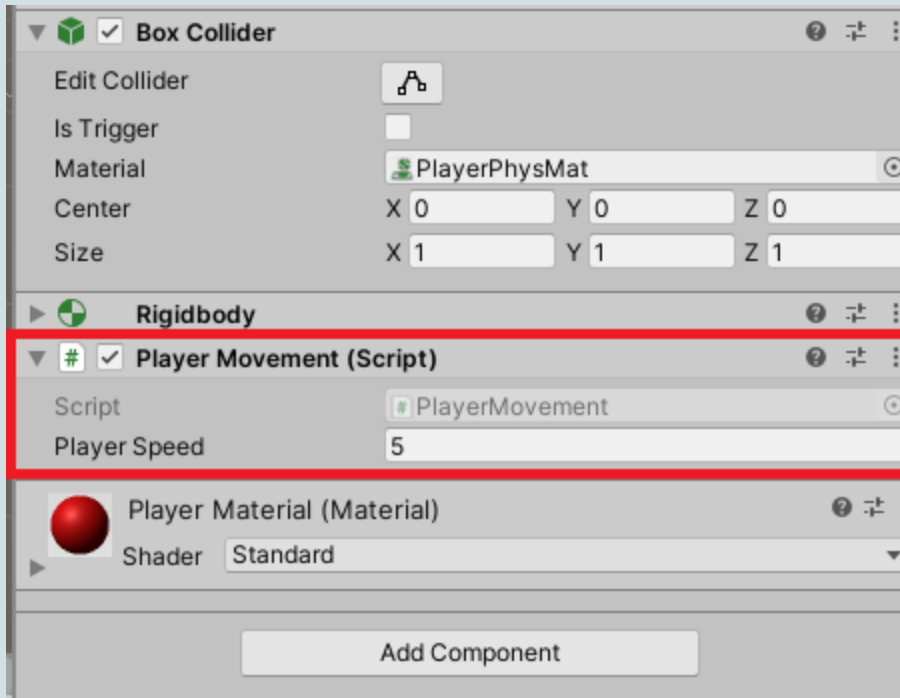 Box Collider
Edit Collider
Is Trigger
Material PlayerPhysMat
Center X 0 Y 0 Z 0
Size X 1 Y 1 Z 1
Rigidbody
# Player Movement (Script)
Script # PlayerMovement
Player Speed 5
Player Material (Material)
Shader Standard
Add Component